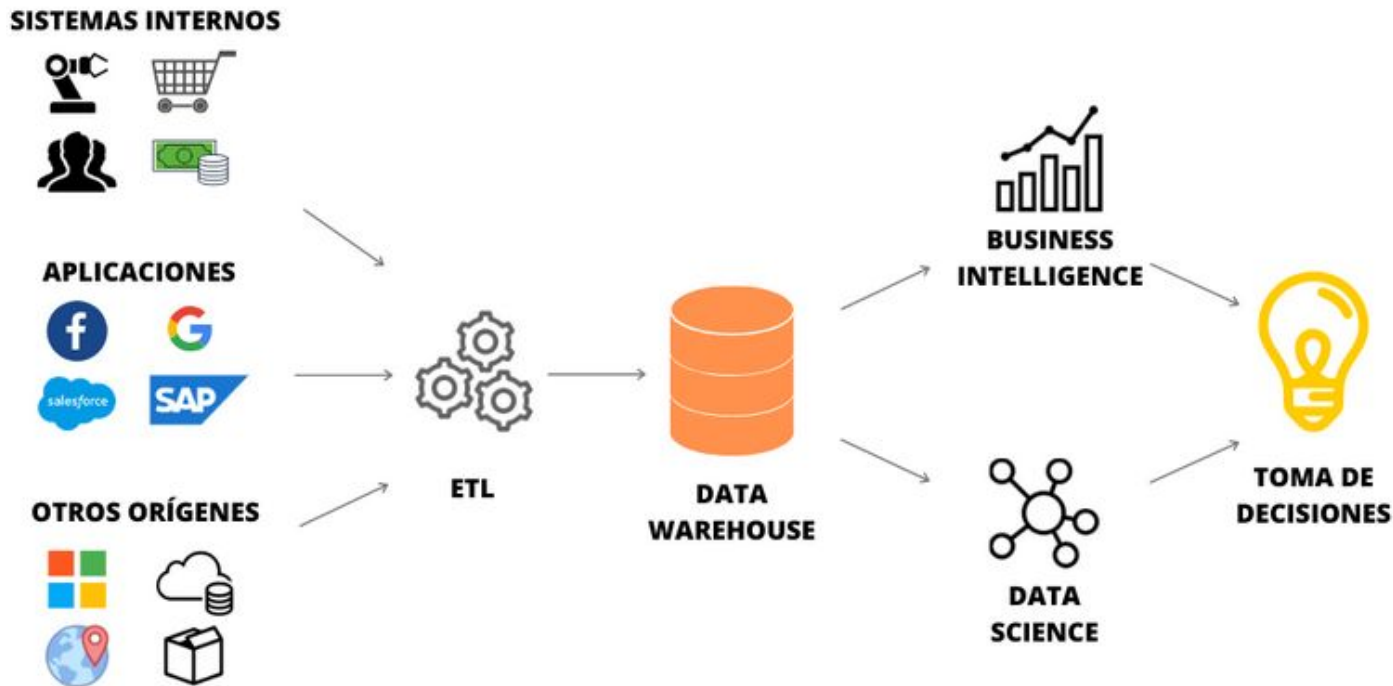 SISTEMAS INTERNOS
APLICACIONES
salesforce
SAP
OTROS ORÍGENES
ETL
DATA
WAREHOUSE
BUSINESS
INTELLIGENCE
DATA
SCIENCE
TOMA DE
DECISIONES